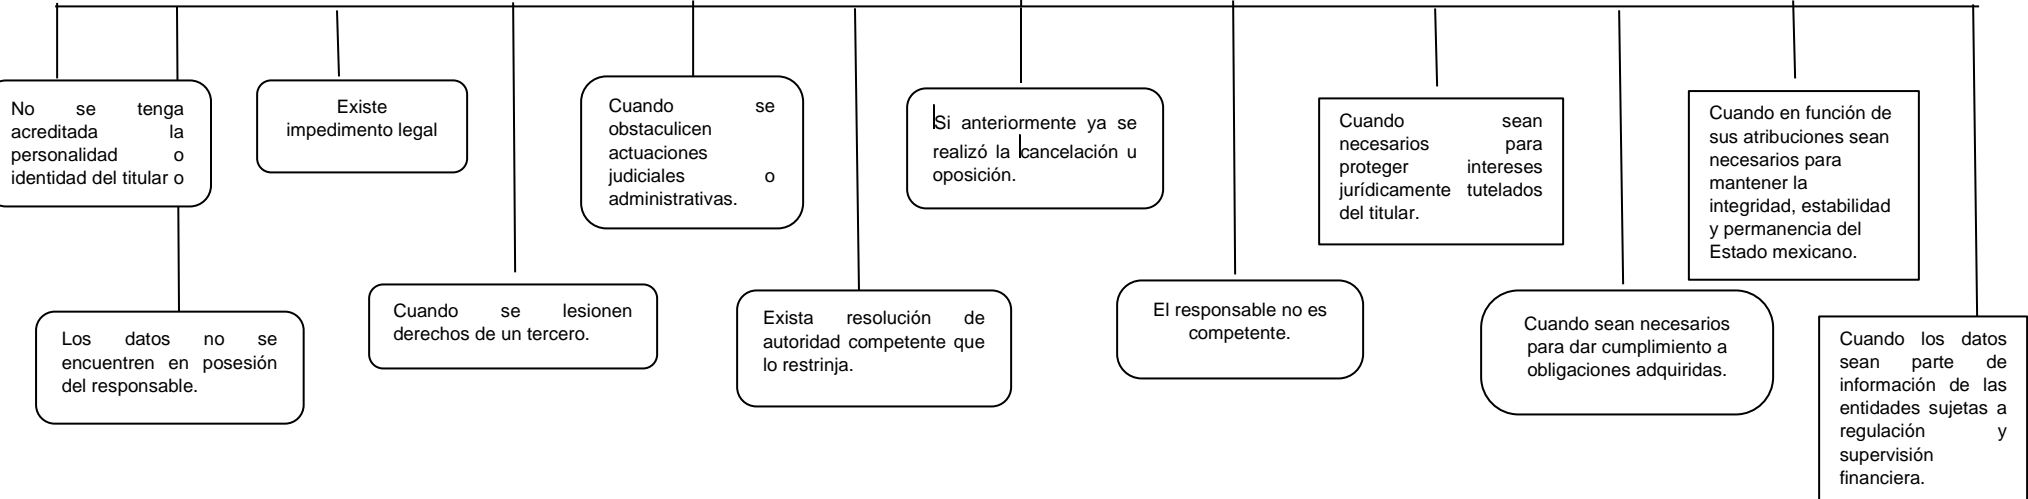 No se tenga
acreditada la
personalidad o
identidad del titular o
Existe
impedimento legal
Cuando se
obstaculicen
actuaciones
judiciales o
administrativas.
Si anteriormente ya se
realizó la cancelación u
oposición.
Cuando sean
necesarios para
proteger intereses
jurídicamente tutelados
del titular.
Cuando en función de
sus atribuciones sean
necesarios para
mantener la
integridad, estabilidad
y permanencia del
Estado mexicano.
Los datos no se
encuentren en posesión
del responsable.
Cuando se lesionen
derechos de un tercero.
Exista resolución de
autoridad competente que
lo restrinja.
El responsable no es
competente.
Cuando sean necesarios
para dar cumplimiento a
obligaciones adquiridas.
Cuando los datos
sean parte de
información de las
entidades sujetas a
regulación y
supervisión
financiera.